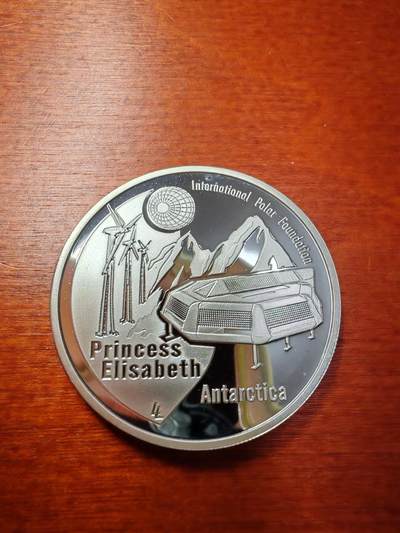 International Polar Foundation
Princess
Elisabeth
Antarctica